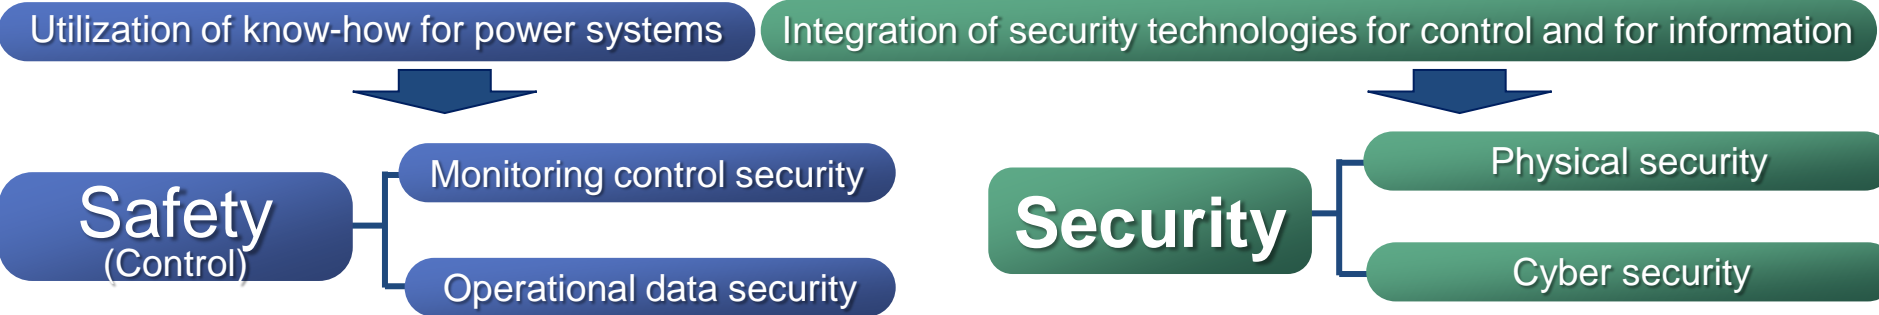 Utilization of know-how for power systems
Integration of security technologies for control and for information
Safety
(Control)
Monitoring control security
Operational data security
Security
Physical security
Cyber security